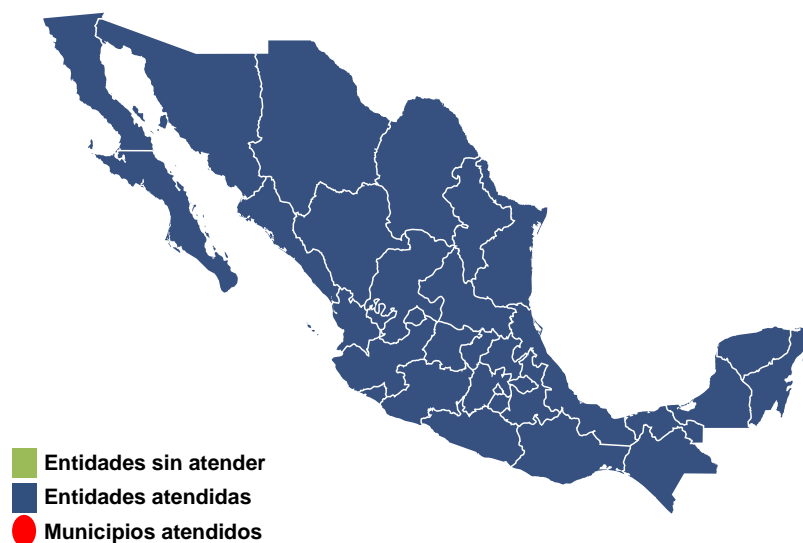 Entidades sin atender
Entidades atendidas
Municipios atendidos